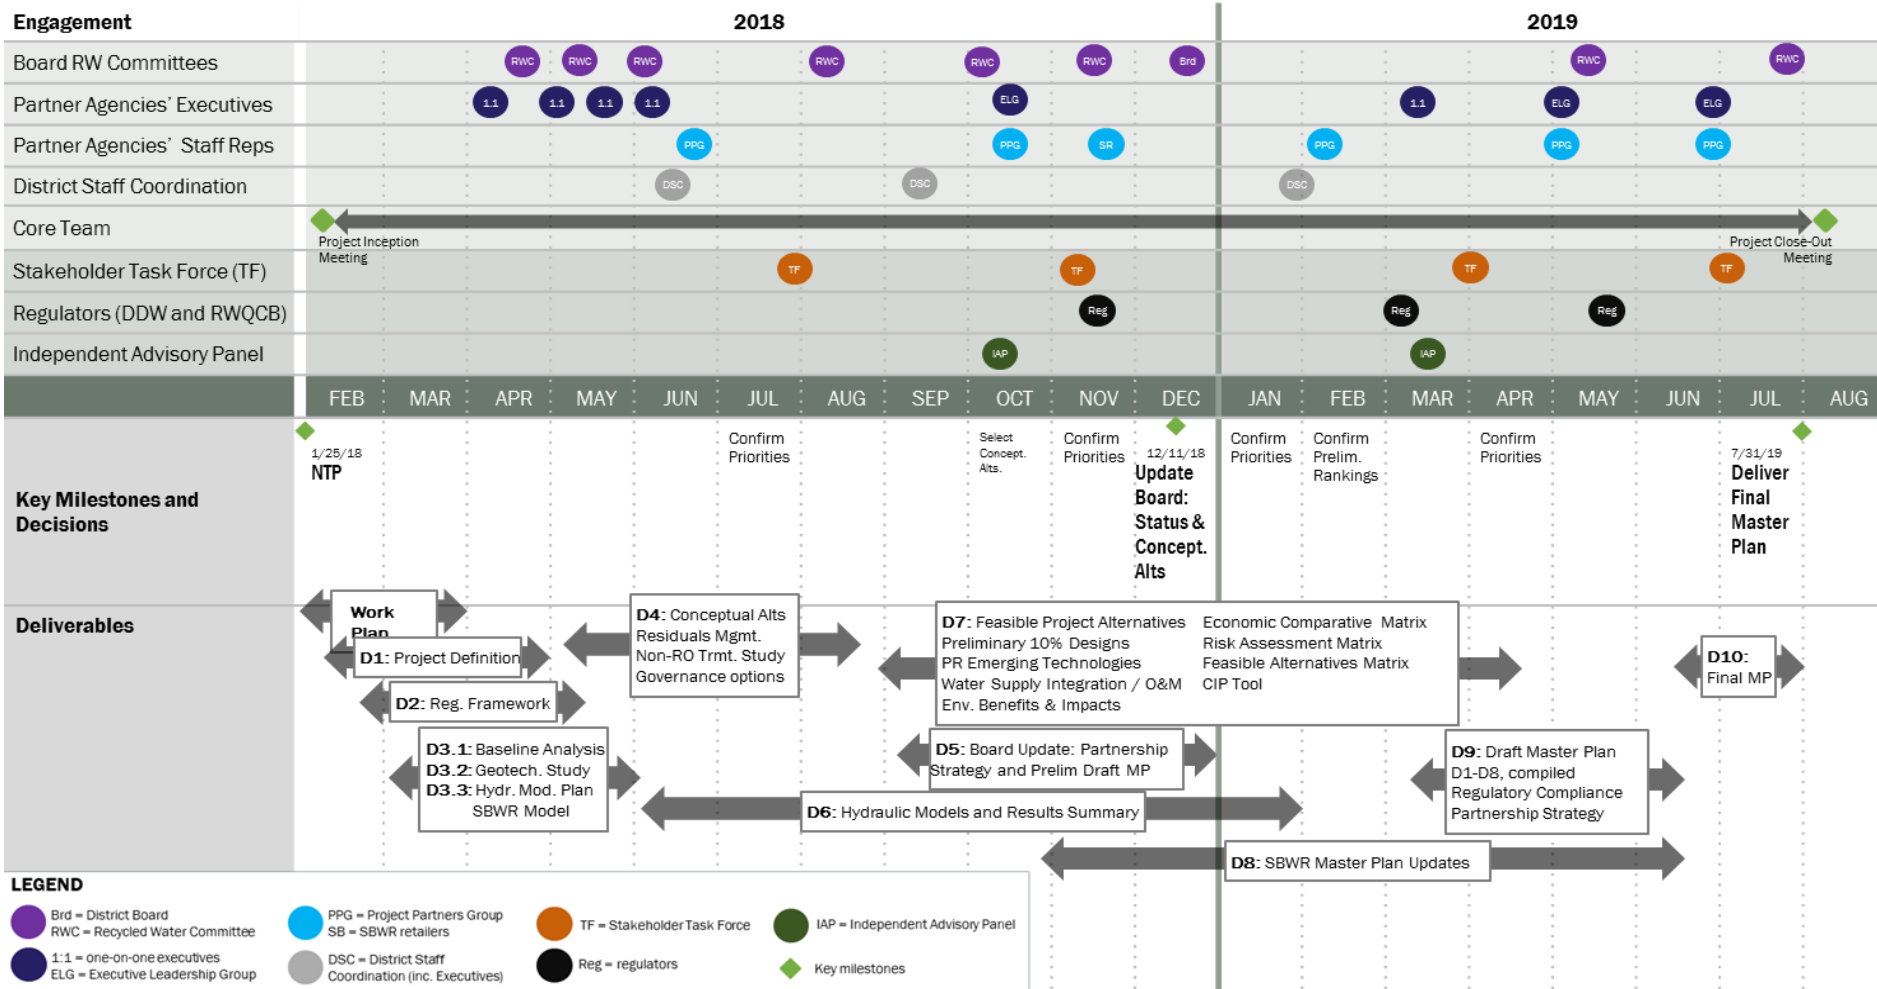 Engagement
2018
2019
Board RW Committees
RWC
RWC
RWC
RWC
RWC
RWC
Brd
RWC
RWC
Partner Agencies' Executives
1.1
1.1
1.1
1.1
ELG
1.1
ELG
ELG
Partner Agencies' Staff Reps
PPG
PPG
SR
PPG
PPG
PPG
District Staff Coordination
DSC
DSC
DSC
Core Team
Project Inception
Meeting
Project Close-Out
Meeting
Stakeholder Task Force (TF)
TF
TF
TF
TF
Regulators (DDW and RWQCB)
Reg
Reg
Reg
Independent Advisory Panel
IAP
IAP
FEB
MAR
APR
MAY
JUN
JUL
AUG
SEP
OCT
NOV
DEC
JAN
FEB
MAR
APR
MAY
JUN
JUL
AUG
Key Milestones and
Decisions
1/25/18
NTP
Confirm
Priorities
Select
Concept.
Alts.
Confirm
Priorities
12/11/18
Update
Board:
Status &
Concept.
Alts
Confirm
Priorities
Confirm
Prelim.
Rankings
Confirm
Priorities
7/31/19
Deliver
Final
Master
Plan
Deliverables
Work
Plan
D1: Project Definition
D2: Reg. Framework
D3.1: Baseline Analysis
D3.2: Geotech. Study
D3.3: Hydr. Mod. Plan
SBWR Model
D4: Conceptual Alts
Residuals Mgmt.
Non-RO Trmt. Study
Governance options
D7: Feasible Project Alternatives
Preliminary 10% Designs
PR Emerging Technologies
Water Supply Integration / O&M
Env. Benefits & Impacts
Economic Comparative Matrix
Risk Assessment Matrix
Feasible Alternatives Matrix
CIP Tool
D5: Board Update: Partnership
Strategy and Prelim Draft MP
D6: Hydraulic Models and Results Summary
D8: SBWR Master Plan Updates
D9: Draft Master Plan
D1-D8, compiled
Regulatory Compliance
Partnership Strategy
D10:
Final MP
LEGEND
Brd = District Board
RWC = Recycled Water Committee
1:1 = one-on-one executives
ELG = Executive Leadership Group
PPG = Project Partners Group
SB = SBWR retailers
DSC = District Staff
Coordination (inc. Executives)
TF = Stakeholder Task Force
Reg = regulators
IAP = Independent Advisory Panel
Key milestones